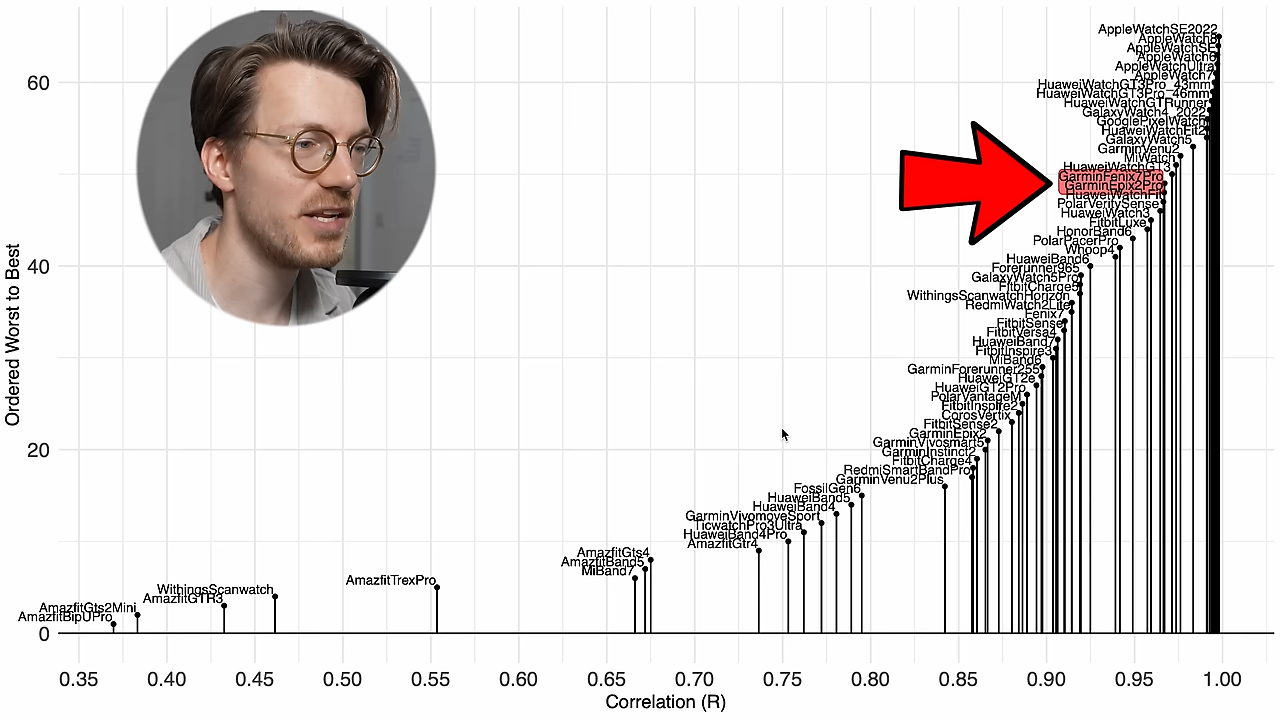 AppleWatchSE2022
AppleWatch8
AppleWatchSE
AppleWatch6
AppleWatchUltra
AppleWatch7
HuaweiWatchGT3Pro_43mm
HuaweiWatchGT3Pro_46mm
HuaweiWatchGTRunner
GalaxyWatch4_2022
GooglePixelWatch
HuaweiWatchFit2
GalaxyWatch5
GarminVenu2
MiWatch
HuaweiWatchGT3
GarminFenix7Pro
GarminEpix2Pro
HuaweiWatchFit
PolarVeritySense
HuaweiWatch3
FitbitLuxe
HonorBand6
PolarPacerPro
Whoop4
HuaweiBand6
Forerunner965
GalaxyWatch5Pro
FitbitCharge5
WithingsScanwatchHorizon
RedmiWatch2Lite
Fenix7
FitbitSense
FitbitVersa4
HuaweiBand7
FitbitInspire3
MiBand6
GarminForerunner255
HuaweiGT2e
HuaweiGT2Pro
PolarVantageM
FitbitInspire2
CorosVertix
FitbitSense2
GarminEpix2
GarminVivosmart5
GarminInstinct2
FitbitCharge4
RedmiSmartBandPro
GarminVenu2Plus
FossilGen6
HuaweiBand5
HuaweiBand4
GarminVivomoveSport
TicwatchPro3Ultra
HuaweiBand4Pro
AmazfitGtr4
AmazfitGts4
AmazfitBand5
MiBand7
AmazfitTrexPro
WithingsScanwatch
AmazfitGTR3
AmazfitGts2Mini
AmazfitBipUPro
60
40
20
0
Ordered Worst to Best
0.35 0.40 0.45 0.50 0.55 0.60 0.65 0.70 0.75 0.80 0.85 0.90 0.95 1.00
Correlation (R)